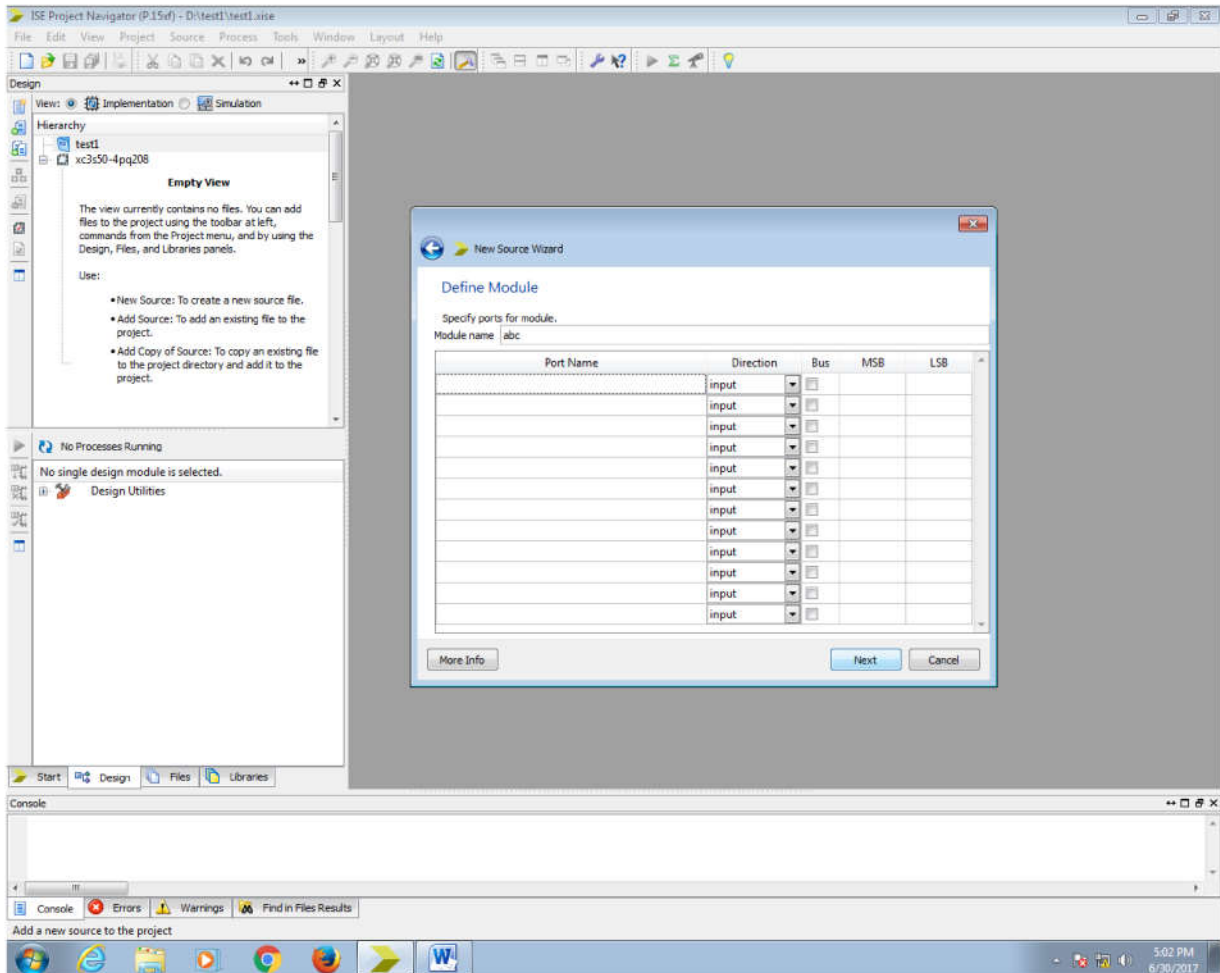 ISE Project Navigator (P.15xf) - D:\test1\test1.xise
File Edit View Project Source Process Tools Window Layout Help
Design
View: Implementation Simulation
Hierarchy
test1
xc3s50-4pq208
Empty View
The view currently contains no files. You can add
files to the project using the toolbar at left,
commands from the Project menu, and by using the
Design, Files, and Libraries panels.
Use:
• New Source: To create a new source file.
• Add Source: To add an existing file to the
project.
• Add Copy of Source: To copy an existing file
to the project directory and add it to the
project.
No Processes Running
No single design module is selected.
Design Utilities
Start Design Files Libraries
New Source Wizard
Define Module
Specify ports for module.
Module name abc
Port Name Direction Bus MSB LSB
input
input
input
input
input
input
input
input
input
input
input
input
More Info Next Cancel
Console
Console Errors Warnings Find in Files Results
Add a new source to the project
5:02 PM
6/30/2017